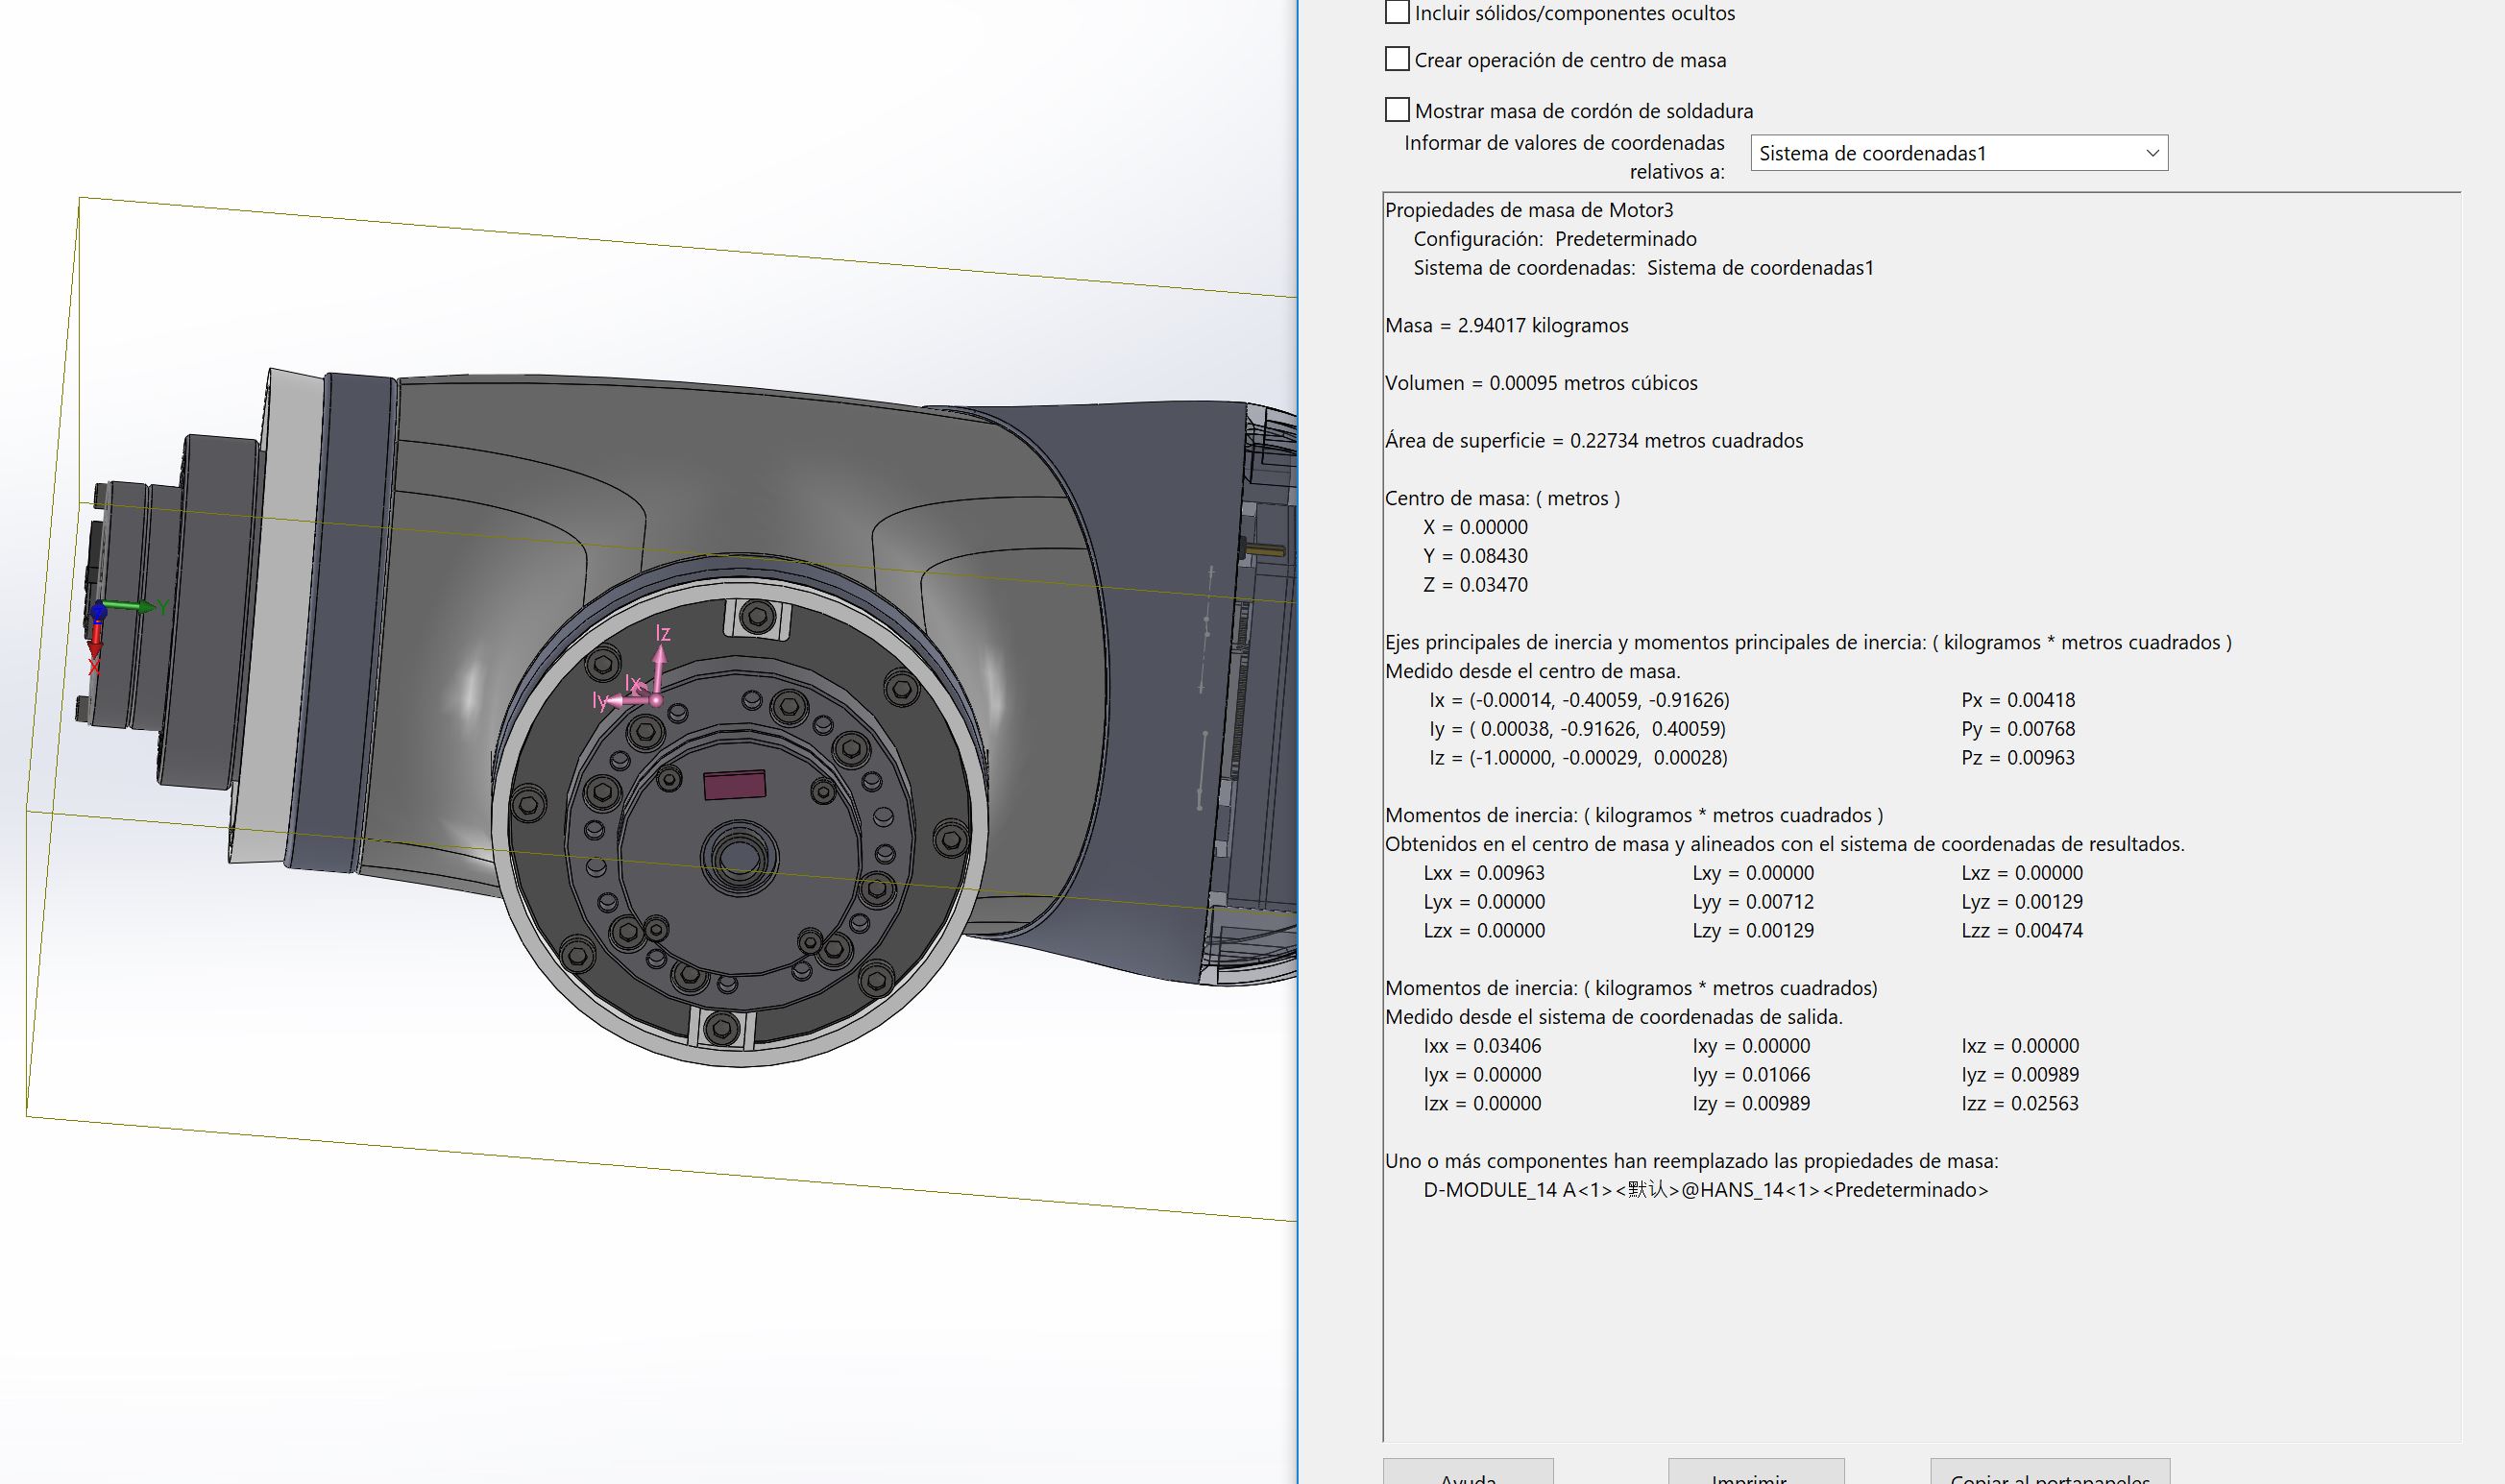 Incluir sólidos/componentes ocultos
Crear operación de centro de masa
Mostrar masa de cordón de soldadura
Informar de valores de coordenadas
relativos a:
Sistema de coordenadas1
Propiedades de masa de Motor3
Configuración: Predeterminado
Sistema de coordenadas: Sistema de coordenadas1
Masa = 2.94017 kilogramos
Volumen = 0.00095 metros cúbicos
Área de superficie = 0.22734 metros cuadrados
Centro de masa: ( metros )
X = 0.00000
Y = 0.08430
Z = 0.03470
Ejes principales de inercia y momentos principales de inercia: ( kilogramos * metros cuadrados )
Medido desde el centro de masa.
Ix = (-0.00014, -0.40059, -0.91626) Px = 0.00418
Iy = ( 0.00038, -0.91626, 0.40059) Py = 0.00768
Iz = (-1.00000, -0.00029, 0.00028) Pz = 0.00963
Momentos de inercia: ( kilogramos * metros cuadrados )
Obtenidos en el centro de masa y alineados con el sistema de coordenadas de resultados.
Lxx = 0.00963 Lxy = 0.00000 Lxz = 0.00000
Lyx = 0.00000 Lyy = 0.00712 Lyz = 0.00129
Lzx = 0.00000 Lzy = 0.00129 Lzz = 0.00474
Momentos de inercia: ( kilogramos * metros cuadrados)
Medido desde el sistema de coordenadas de salida.
Ixx = 0.03406 Ixy = 0.00000 Ixz = 0.00000
Iyx = 0.00000 Iyy = 0.01066 Iyz = 0.00989
Izx = 0.00000 Izy = 0.00989 Izz = 0.02563
Uno o más componentes han reemplazado las propiedades de masa:
D-MODULE_14 A<1><默认>@HANS_14<1><Predeterminado>
Ayuda
Imprimir
Copiar al portapapeles
Y
X
Iz
Ix
Iy